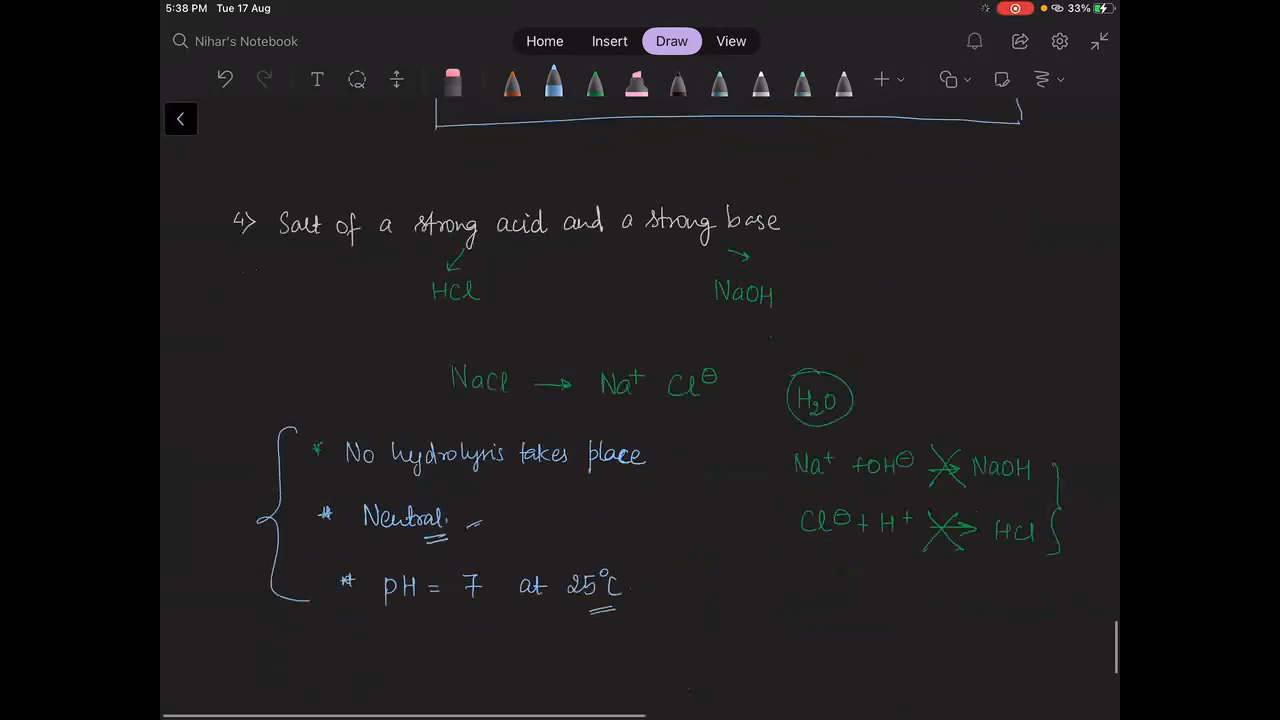 5:38 PM Tue 17 Aug 33%
Nihar's Notebook Home Insert Draw View
T
4> Salt of a strong acid and a strong base
HCl NaOH
NaCl → Na⁺ Cl⊖ H₂O
* No hydrolysis takes place
Na⁺ + OH⊖ → NaOH
* Neutral.
Cl⊖ + H⁺ → HCl
* pH = 7 at 25°C